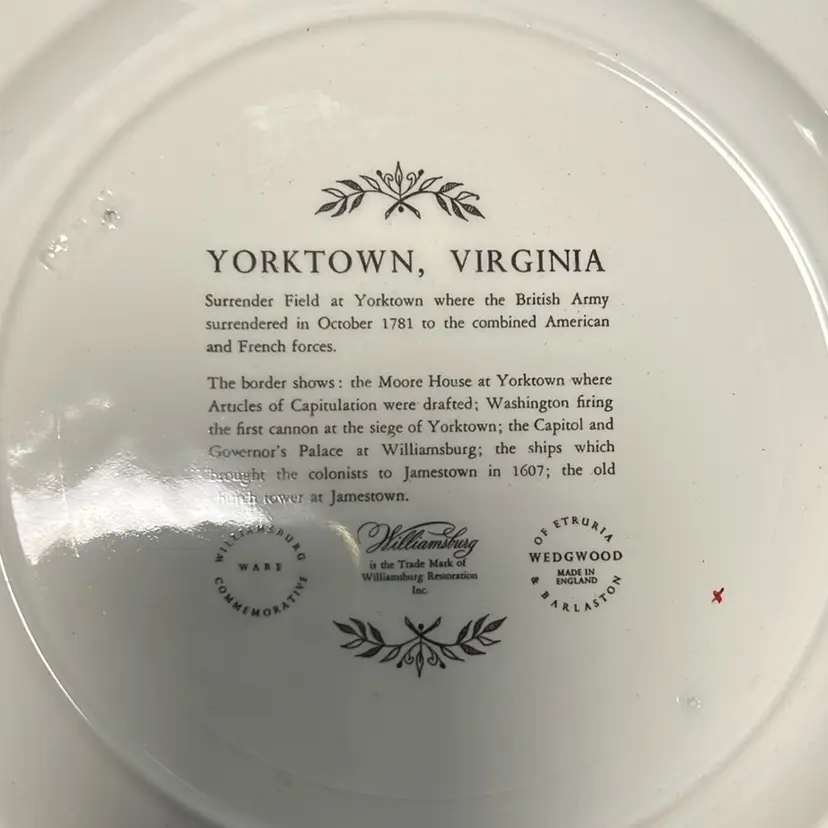 YORKTOWN, VIRGINIA
Surrender Field at Yorktown where the British Army
surrendered in October 1781 to the combined American
and French forces.
The border shows: the Moore House at Yorktown where
Articles of Capitulation were drafted; Washington firing
the first cannon at the siege of Yorktown; the Capitol and
Governor's Palace at Williamsburg; the ships which
brought the colonists to Jamestown in 1607; the old
church tower at Jamestown.
WILLIAMSBURG
WARE
COMMEMORATIVE
Williamsburg
is the Trade Mark of
Williamsburg Restoration
Inc.
OF ETRURIA
WEDGWOOD
MADE IN
ENGLAND
& BARLASTON